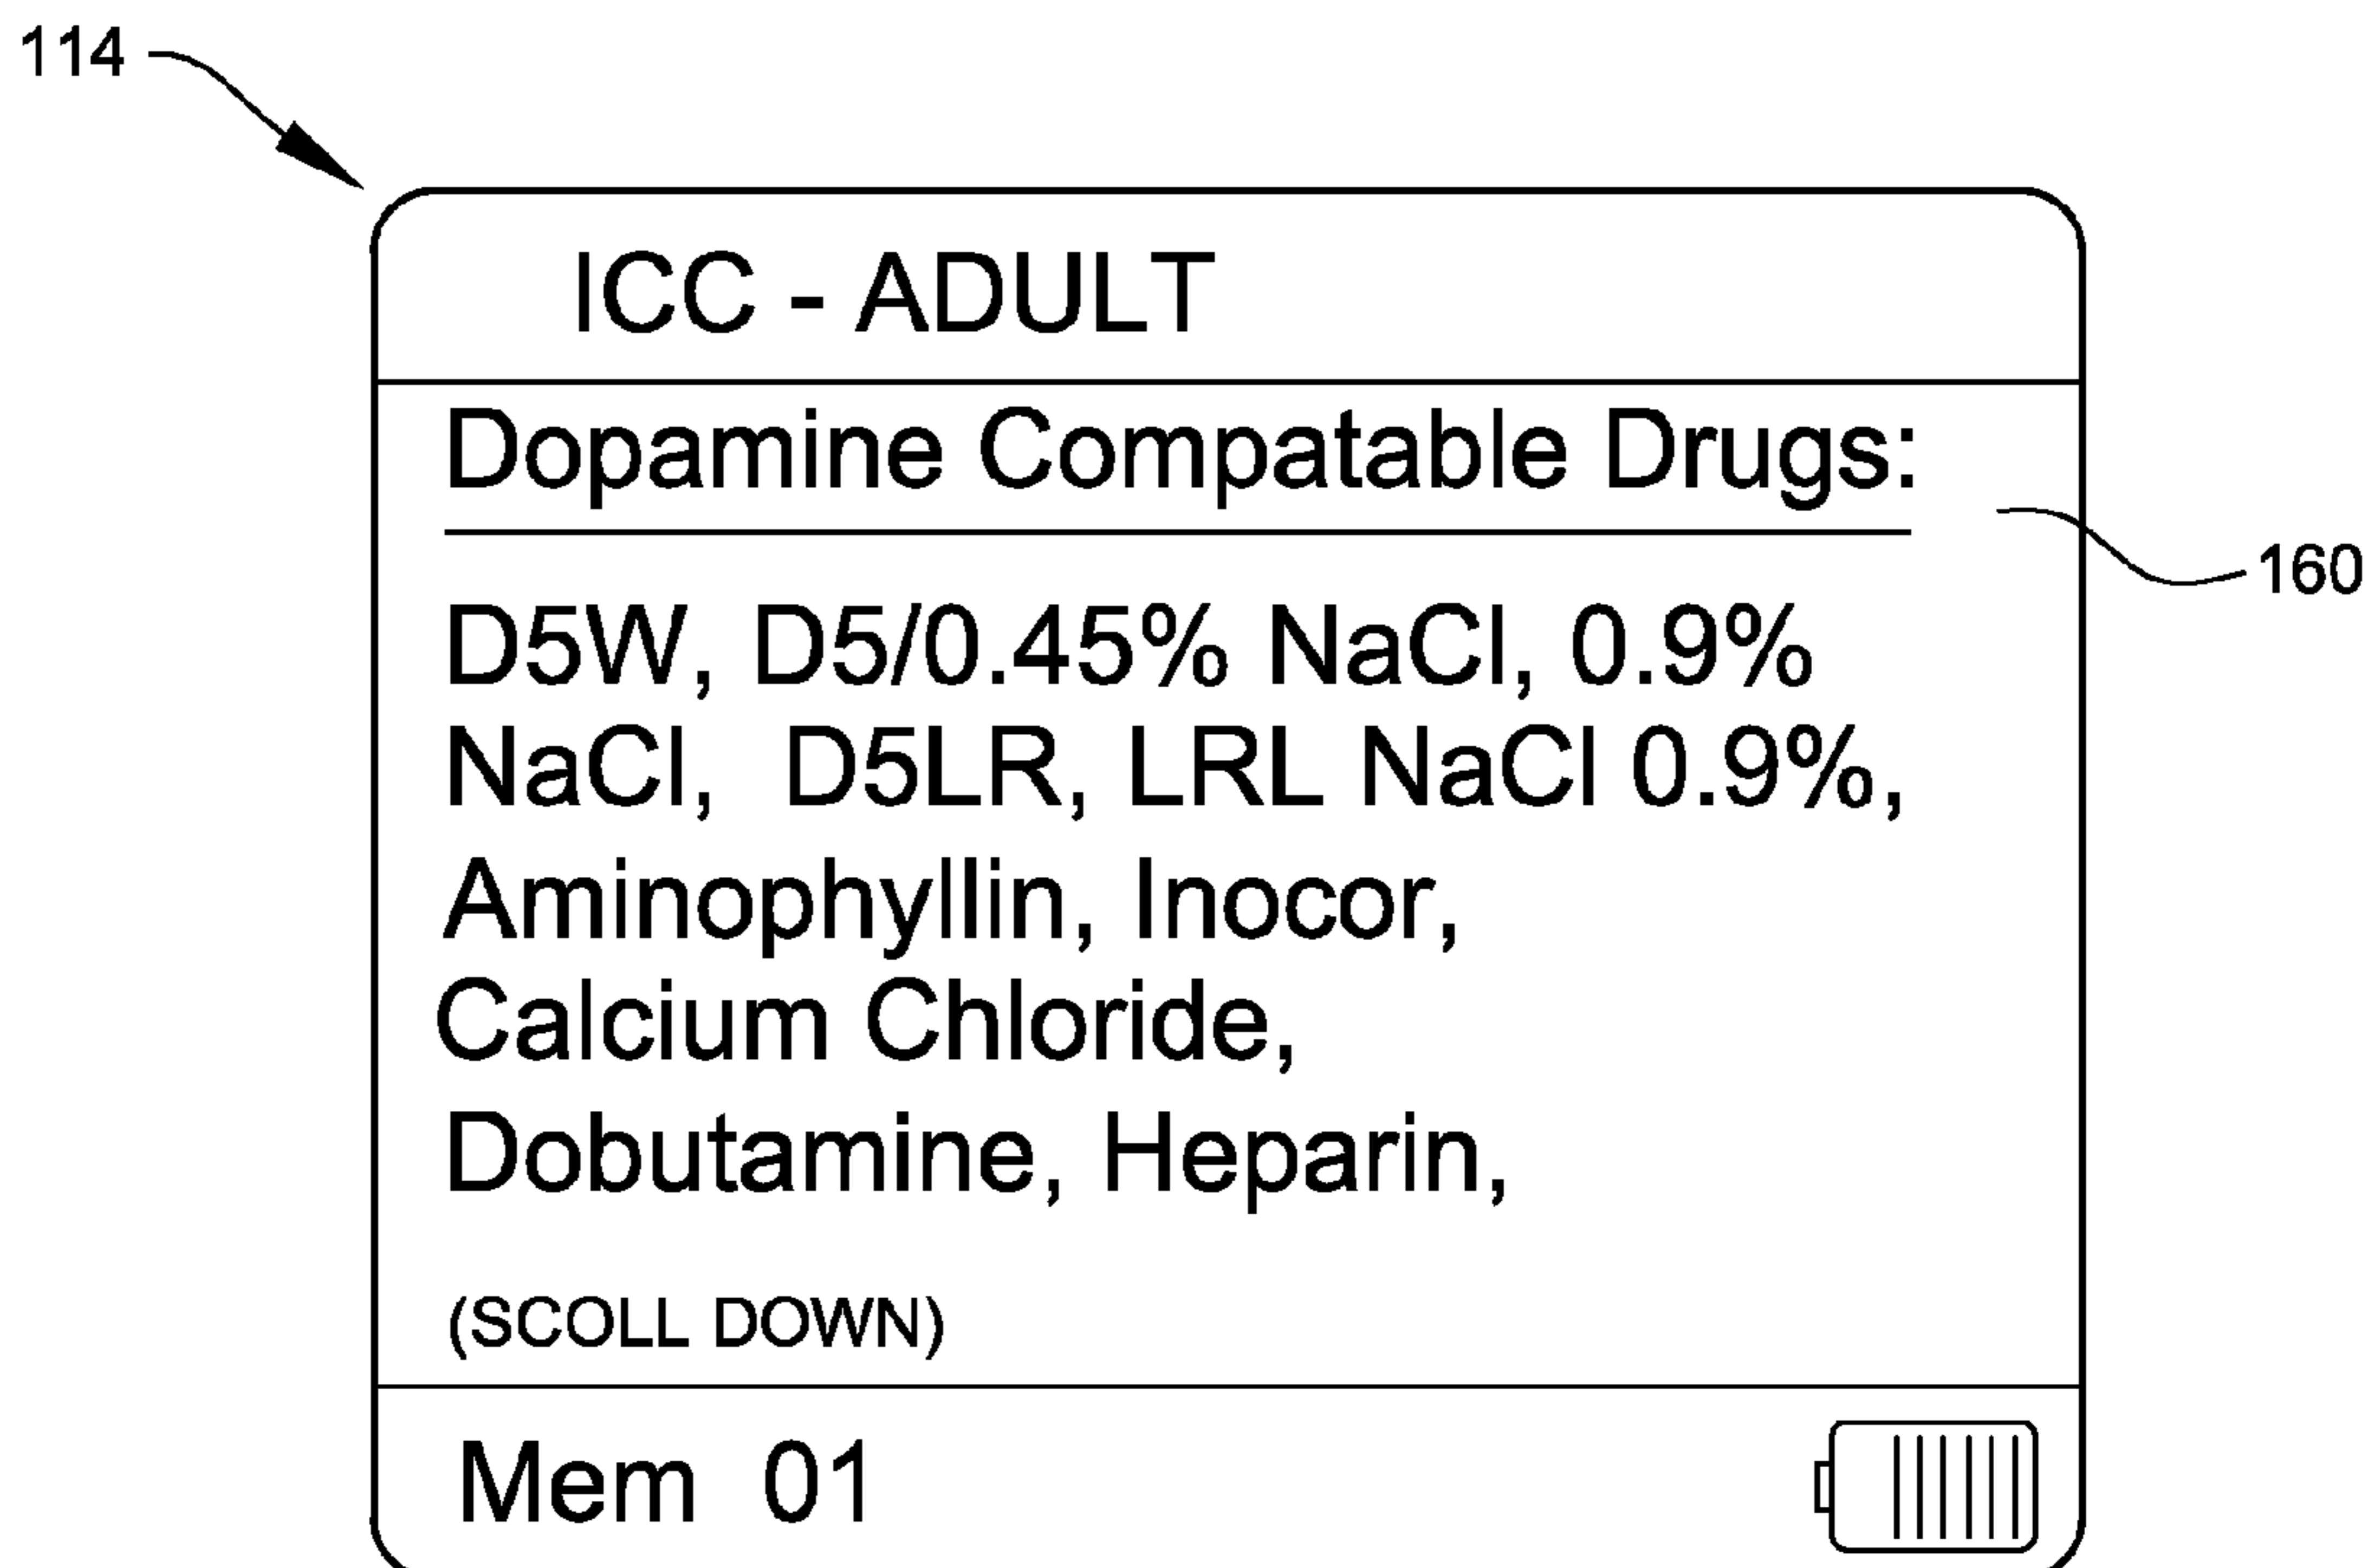 114
ICC - ADULT
Dopamine Compatable Drugs:
160
D5W, D5/0.45% NaCl, 0.9%
NaCl, D5LR, LRL NaCl 0.9%,
Aminophyllin, Inocor,
Calcium Chloride,
Dobutamine, Heparin,
(SCOLL DOWN)
Mem 01